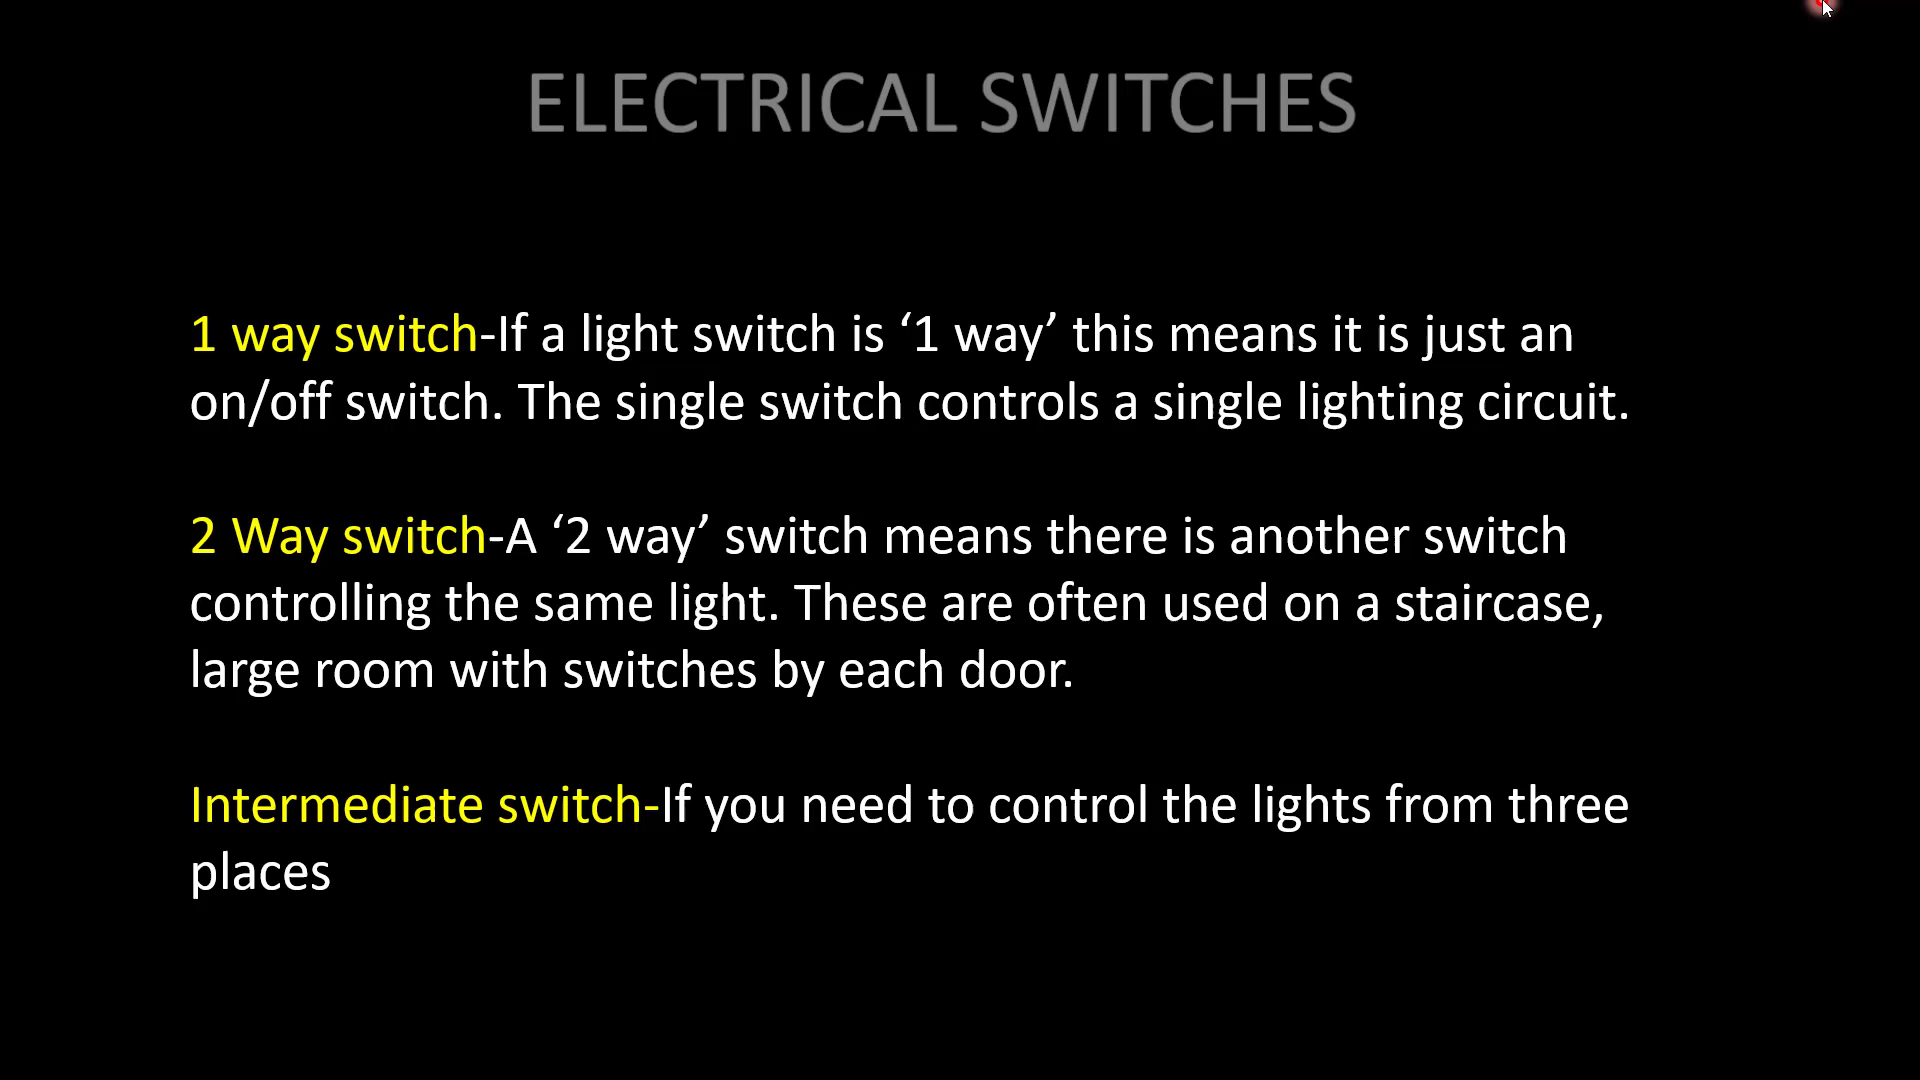 ELECTRICAL SWITCHES
1 way switch-If a light switch is ‘1 way’ this means it is just an
on/off switch. The single switch controls a single lighting circuit.
2 Way switch-A ‘2 way’ switch means there is another switch
controlling the same light. These are often used on a staircase,
large room with switches by each door.
Intermediate switch-If you need to control the lights from three
places